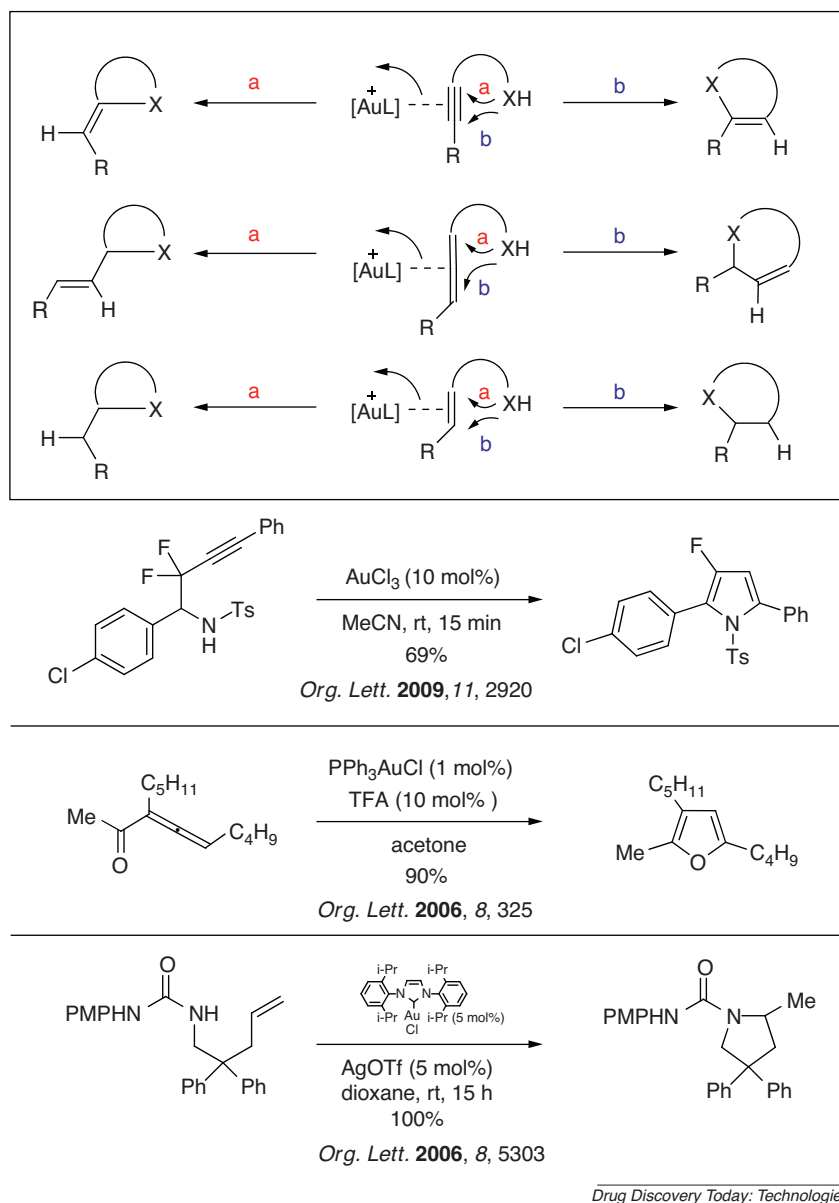 a
[AuL]
+
a
XH
b
b
X
H
R
R
X
R
H
a
[AuL]
+
a
XH
b
b
X
R
H
R
X
R
H
a
[AuL]
+
a
XH
b
b
X
H
R
R
X
R
H
Ph
F
F
Ts
N
H
Cl
AuCl3 (10 mol%)
MeCN, rt, 15 min
69%
Org. Lett. 2009, 11, 2920
F
Ph
N
Ts
Cl
C5H11
Me
O
C4H9
PPh3AuCl (1 mol%)
TFA (10 mol% )
acetone
90%
Org. Lett. 2006, 8, 325
C5H11
Me
O
C4H9
O
PMPHN
NH
Ph
Ph
i-Pr
i-Pr
N
N
i-Pr
Au
Cl
i-Pr (5 mol%)
AgOTf (5 mol%)
dioxane, rt, 15 h
100%
Org. Lett. 2006, 8, 5303
O
PMPHN
N
Me
Ph
Ph
Drug Discovery Today: Technologie